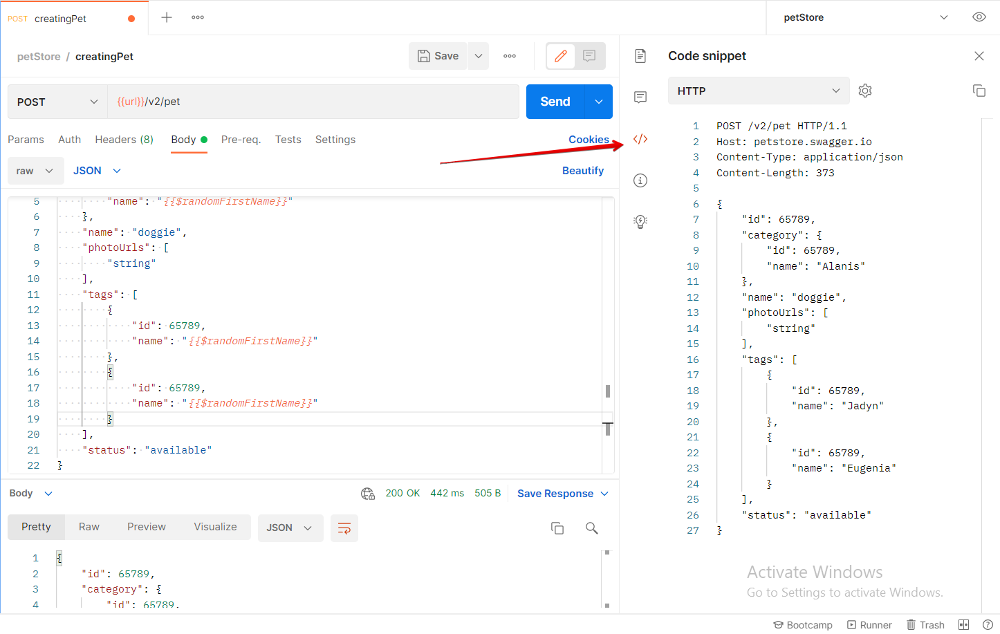 POST creatingPet
petStore
petStore / creatingPet
Save
Code snippet
POST
{{url}}/v2/pet
Send
HTTP
Params Auth Headers (8) Body Pre-req. Tests Settings
Cookies
raw JSON
Beautify
5 "name": "{{$randomFirstName}}"
6 },
7 "name": "doggie",
8 "photoUrls": [
9 "string"
10 ],
11 "tags": [
12 {
13 "id": 65789,
14 "name": "{{$randomFirstName}}"
15 },
16 {
17 "id": 65789,
18 "name": "{{$randomFirstName}}"
19 }
20 ],
21 "status": "available"
22 }
Body
200 OK 442 ms 505 B
Save Response
Pretty Raw Preview Visualize JSON
1 {
2 "id": 65789,
3 "category": {
4 "id": 65789,
1 POST /v2/pet HTTP/1.1
2 Host: petstore.swagger.io
3 Content-Type: application/json
4 Content-Length: 373
5
6 {
7 "id": 65789,
8 "category": {
9 "id": 65789,
10 "name": "Alanis"
11 },
12 "name": "doggie",
13 "photoUrls": [
14 "string"
15 ],
16 "tags": [
17 {
18 "id": 65789,
19 "name": "Jadyn"
20 },
21 {
22 "id": 65789,
23 "name": "Eugenia"
24 }
25 ],
26 "status": "available"
27 }
Activate Windows
Go to Settings to activate Windows.
Bootcamp Runner Trash